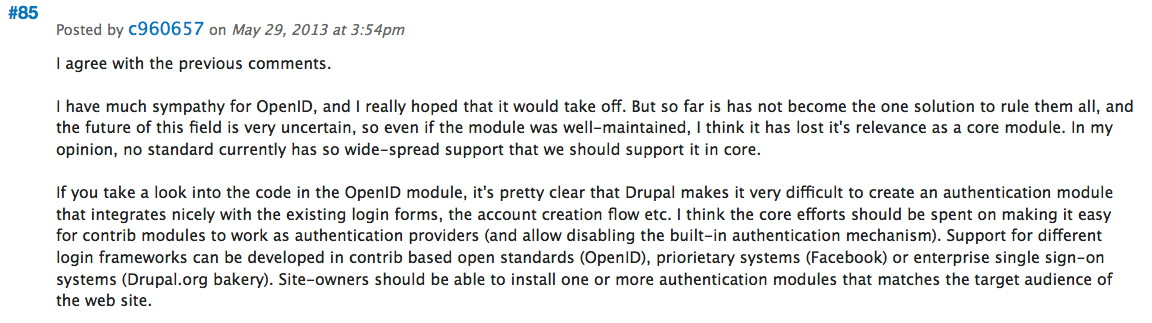 #85
Posted by c960657 on May 29, 2013 at 3:54pm
I agree with the previous comments.
I have much sympathy for OpenID, and I really hoped that it would take off. But so far is has not become the one solution to rule them all, and
the future of this field is very uncertain, so even if the module was well-maintained, I think it has lost it's relevance as a core module. In my
opinion, no standard currently has so wide-spread support that we should support it in core.
If you take a look into the code in the OpenID module, it's pretty clear that Drupal makes it very difficult to create an authentication module
that integrates nicely with the existing login forms, the account creation flow etc. I think the core efforts should be spent on making it easy
for contrib modules to work as authentication providers (and allow disabling the built-in authentication mechanism). Support for different
login frameworks can be developed in contrib based open standards (OpenID), priorietary systems (Facebook) or enterprise single sign-on
systems (Drupal.org bakery). Site-owners should be able to install one or more authentication modules that matches the target audience of
the web site.